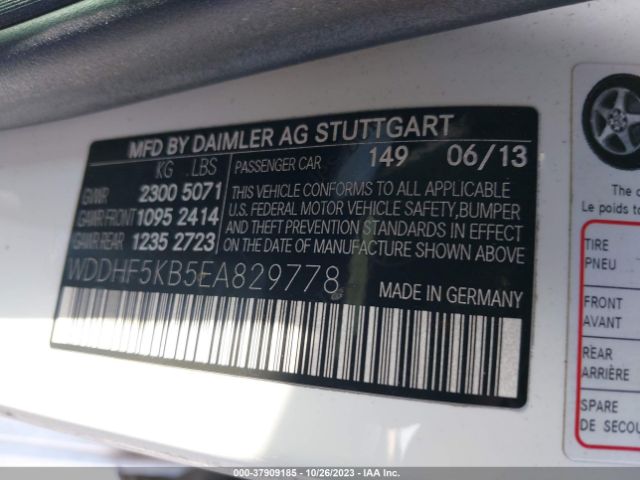 MFD BY DAIMLER AG STUTTGART
KG LBS PASSENGER CAR 149 06/13
GVWR 2300 5071
GAWR FRONT 1095 2414
GAWR REAR 1235 2723
THIS VEHICLE CONFORMS TO ALL APPLICABLE
U.S. FEDERAL MOTOR VEHICLE SAFETY, BUMPER
AND THEFT PREVENTION STANDARDS IN EFFECT
ON THE DATE OF MANUFACTURE SHOWN ABOVE
WDDHF5KB5EA829778 MADE IN GERMANY
The c
Le poids to
TIRE
PNEU
FRONT
AVANT
REAR
ARRIÈRE
SPARE
DE SECOU
000-37909185 - 10/26/2023 - IAA Inc.